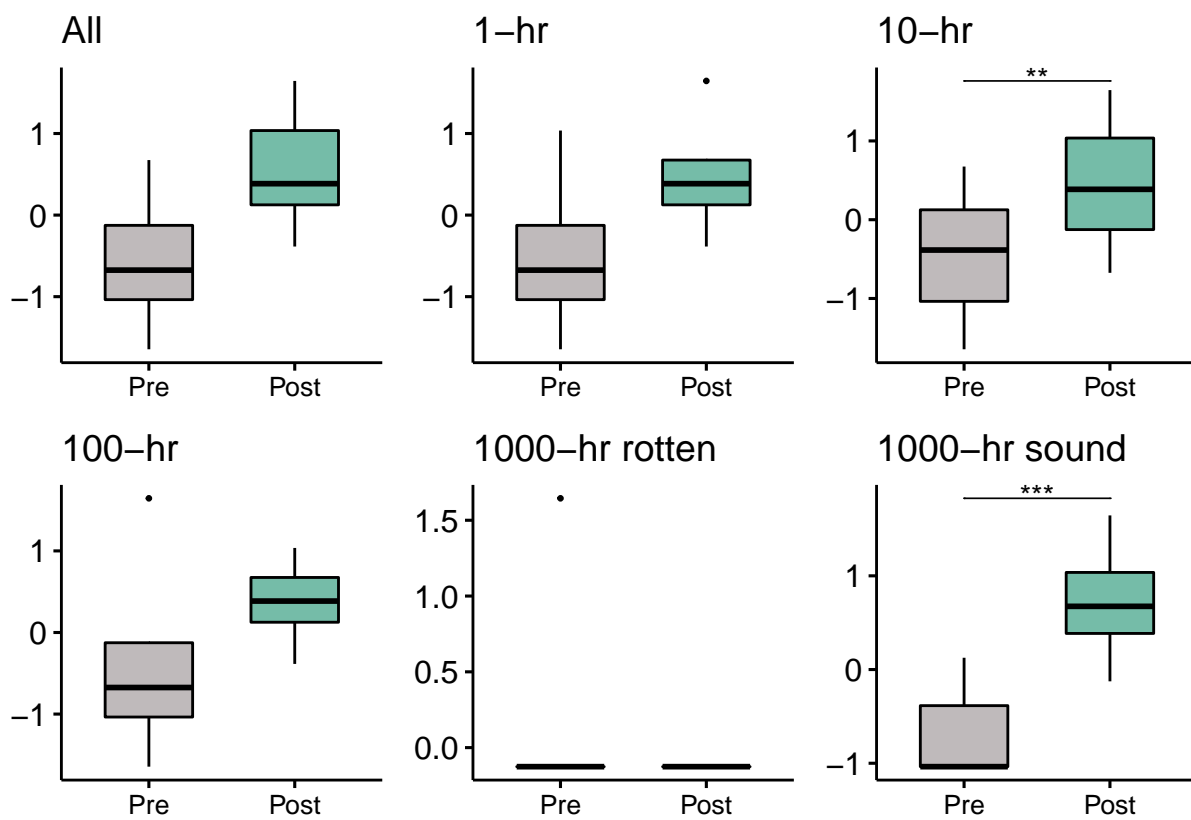 All
1
0
−1
Pre Post
1−hr
1
0
−1
Pre Post
10−hr
**
1
0
−1
Pre Post
100−hr
1
0
−1
Pre Post
1000−hr rotten
1.5
1.0
0.5
0.0
Pre Post
1000−hr sound
***
1
0
−1
Pre Post